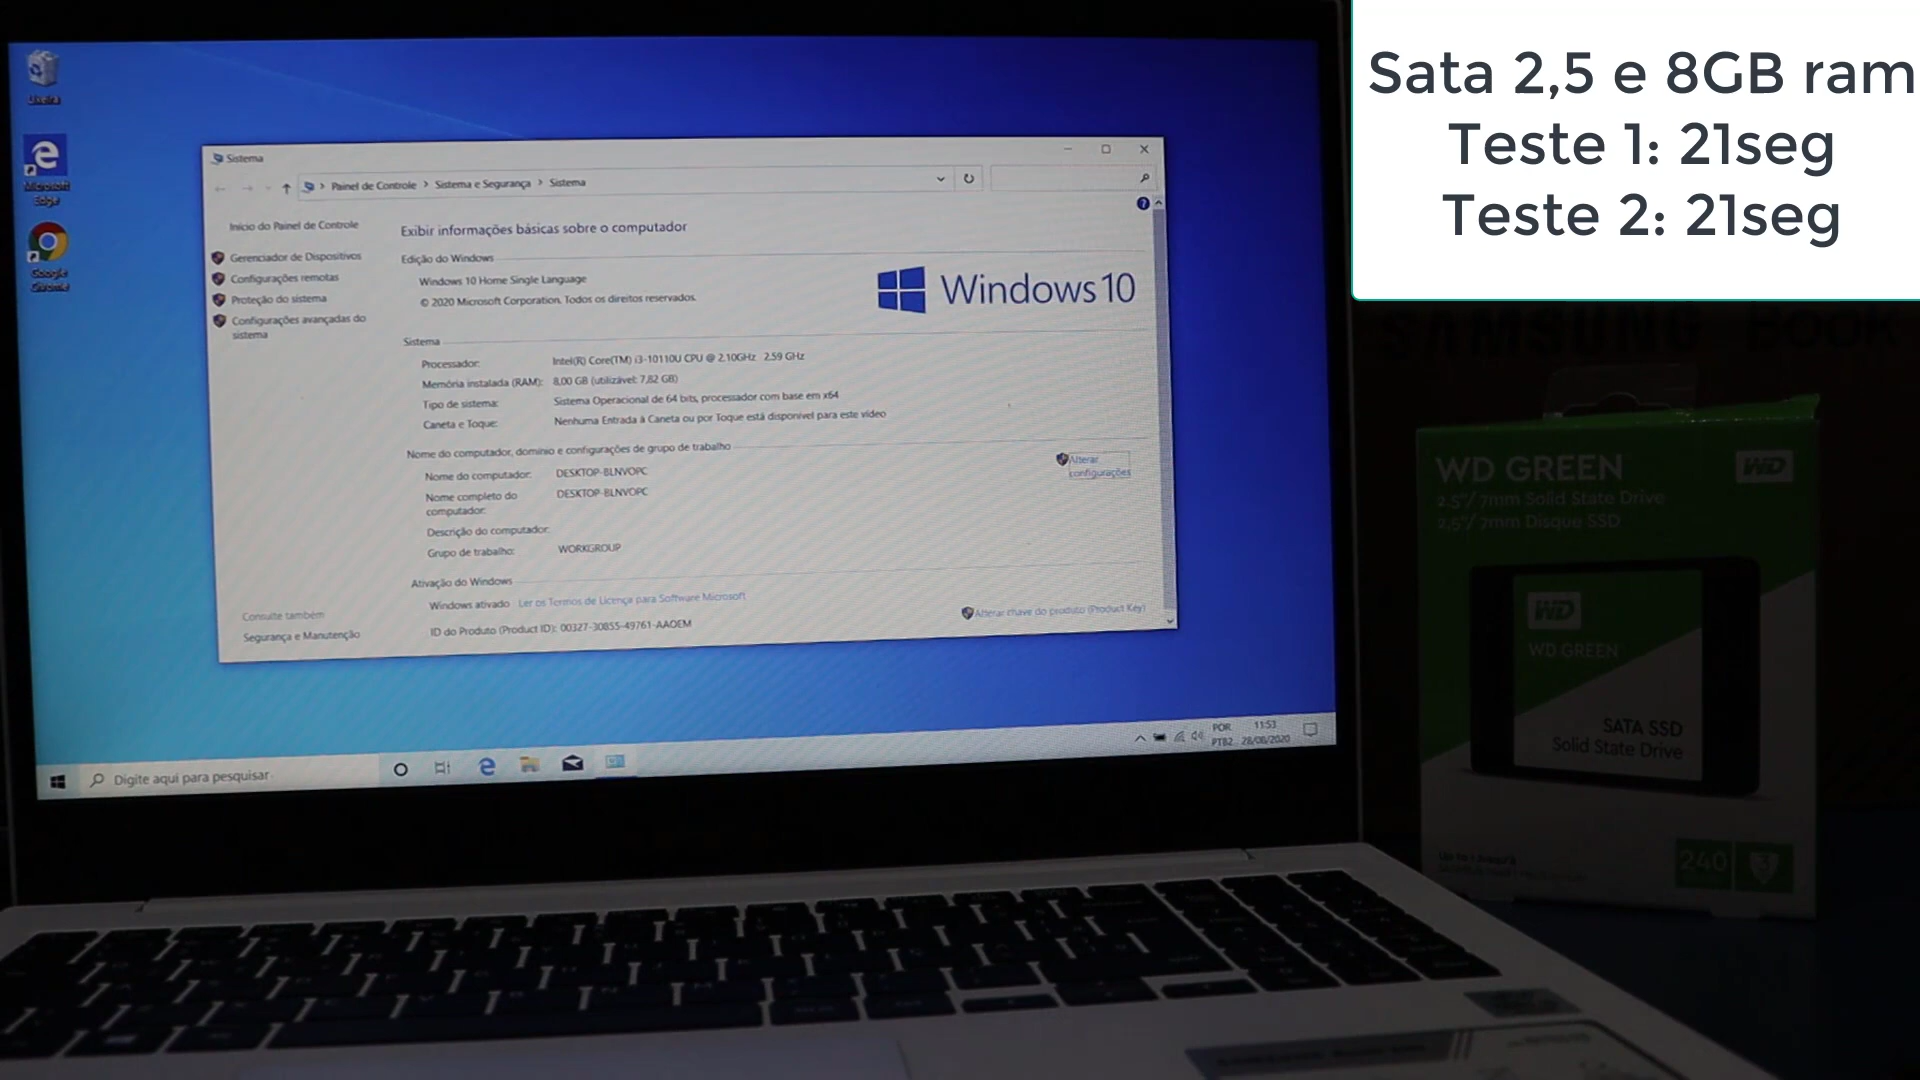 Sata 2,5 e 8GB ram
Teste 1: 21seg
Teste 2: 21seg
Lixeira
Microsoft
Edge
Google
Chrome
Sistema
Painel de Controle > Sistema e Segurança > Sistema
Início do Painel de Controle
Gerenciador de Dispositivos
Configurações remotas
Proteção do sistema
Configurações avançadas do
sistema
Consulte também
Segurança e Manutenção
Exibir informações básicas sobre o computador
Edição do Windows
Windows 10 Home Single Language
© 2020 Microsoft Corporation. Todos os direitos reservados.
Windows 10
Sistema
Processador: Intel(R) Core(TM) i3-10110U CPU @ 2.10GHz 2.59 GHz
Memória instalada (RAM): 8,00 GB (utilizável: 7,82 GB)
Tipo de sistema: Sistema Operacional de 64 bits, processador com base em x64
Caneta e Toque: Nenhuma Entrada à Caneta ou por Toque está disponível para este vídeo
Nome do computador, domínio e configurações de grupo de trabalho
Nome do computador: DESKTOP-BLNVOPC
Nome completo do DESKTOP-BLNVOPC
computador:
Descrição do computador:
Grupo de trabalho: WORKGROUP
Alterar
configurações
Ativação do Windows
Windows ativado Ler os Termos de Licença para Software Microsoft
ID do Produto (Product ID): 00327-30855-49761-AAOEM
Alterar chave do produto (Product Key)
Digite aqui para pesquisar
POR 11:53
PTB2 28/08/2020
SAMSUNG BOOK
WD GREEN WD
2.5"/7mm Solid State Drive
2,5"/7mm Disque SSD
WD
WD GREEN
SATA SSD
Solid State Drive
240